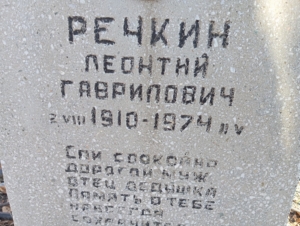 РЕЧКИН
ЛЕОНТИЙ
ГАВРИЛОВИЧ
2 VIII 1910-1974 II V
СПИ СПОКОЙНО
ДОРОГОЙ МУЖ
ОТЕЦ ДЕДУШКА
ПАМЯТЬ О ТЕБЕ